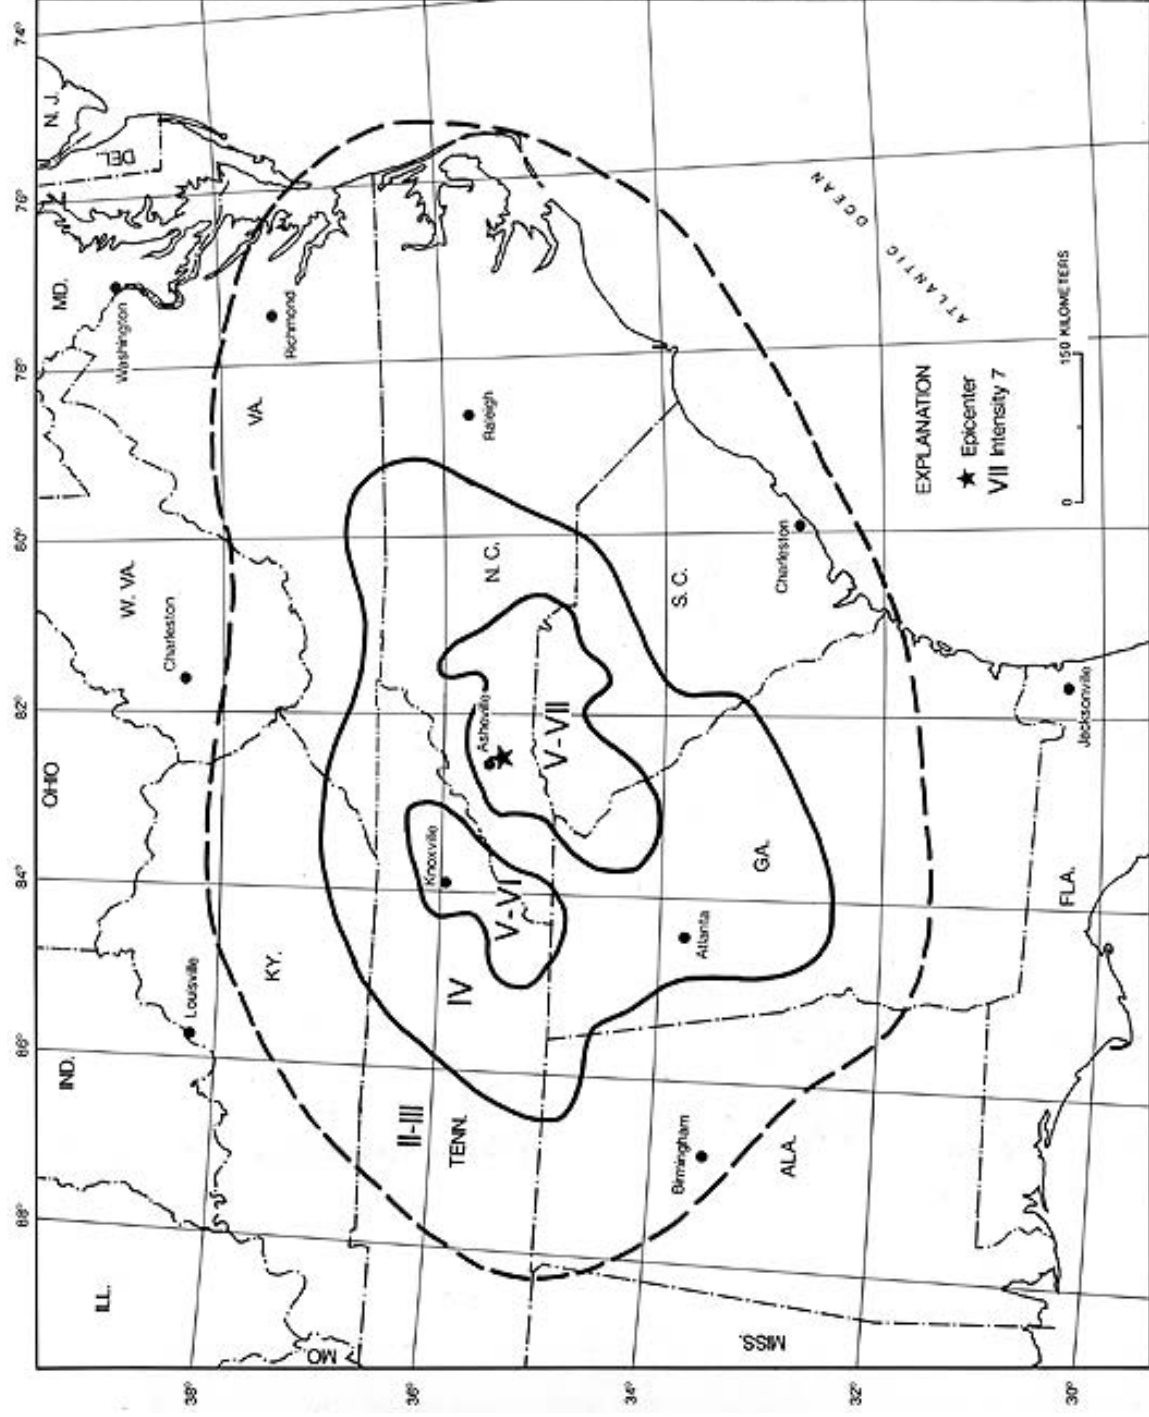 88°
86°
84°
82°
80°
78°
76°
74°
38°
36°
34°
32°
30°
ILL.
IND.
OHIO
MD.
N. J.
DEL.
Louisville
Charleston
W. VA.
Washington
KY.
VA.
Richmond
MO.
II-III
TENN.
IV
Knoxville
V-VI
Asheville
V-VII
N. C.
Raleigh
MISS.
Birmingham
ALA.
Atlanta
GA.
S. C.
Charleston
ATLANTIC OCEAN
FLA.
Jacksonville
EXPLANATION
★ Epicenter
VII Intensity 7
0 150 KILOMETERS